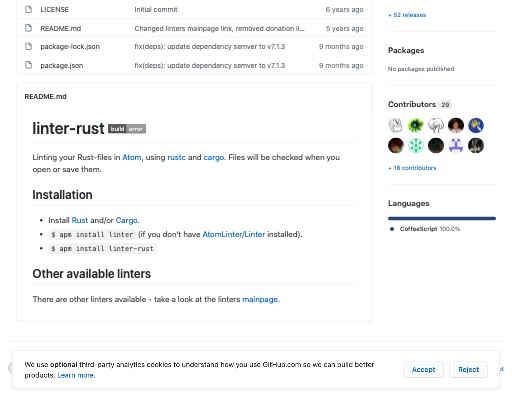 LICENSE Initial commit 6 years ago
README.md Changed linters mainpage link, removed donation li... 5 years ago
package-lock.json fix(deps): update dependency semver to v7.1.3 9 months ago
package.json fix(deps): update dependency semver to v7.1.3 9 months ago
README.md
linter-rust build error
Linting your Rust-files in Atom, using rustc and cargo. Files will be checked when you
open or save them.
Installation
• Install Rust and/or Cargo.
• $ apm install linter (if you don't have AtomLinter/Linter installed).
• $ apm install linter-rust
Other available linters
There are other linters available - take a look at the linters mainpage.
+ 52 releases
Packages
No packages published
Contributors 29
+ 18 contributors
Languages
CoffeeScript 100.0%
We use optional third-party analytics cookies to understand how you use GitHub.com so we can build better
products. Learn more.
Accept Reject